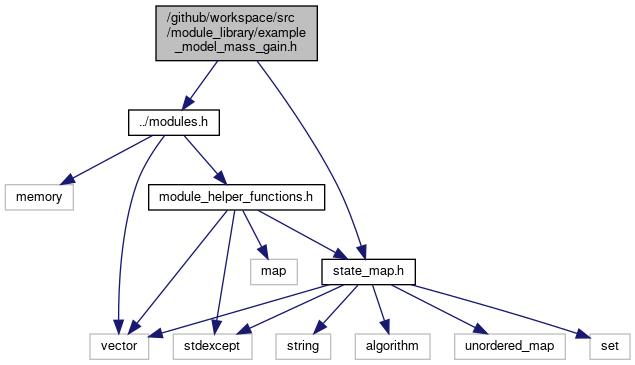 /github/workspace/src
/module_library/example
_model_mass_gain.h
../modules.h
memory
module_helper_functions.h
map
state_map.h
vector
stdexcept
string
algorithm
unordered_map
set